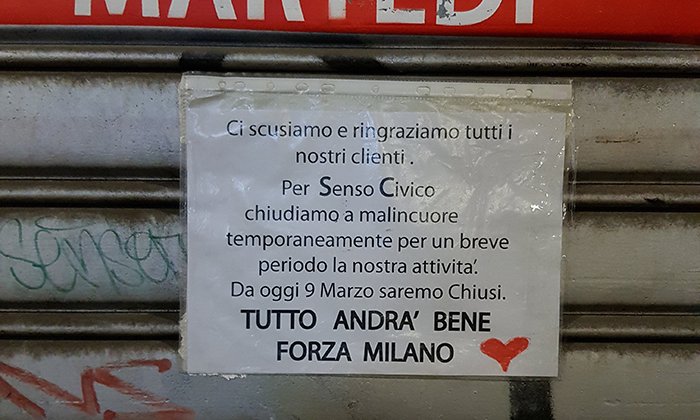 MARTEDÌ
Ci scusiamo e ringraziamo tutti i
nostri clienti .
Per Senso Civico
chiudiamo a malincuore
temporaneamente per un breve
periodo la nostra attivita'.
Da oggi 9 Marzo saremo Chiusi.
TUTTO ANDRA' BENE
FORZA MILANO